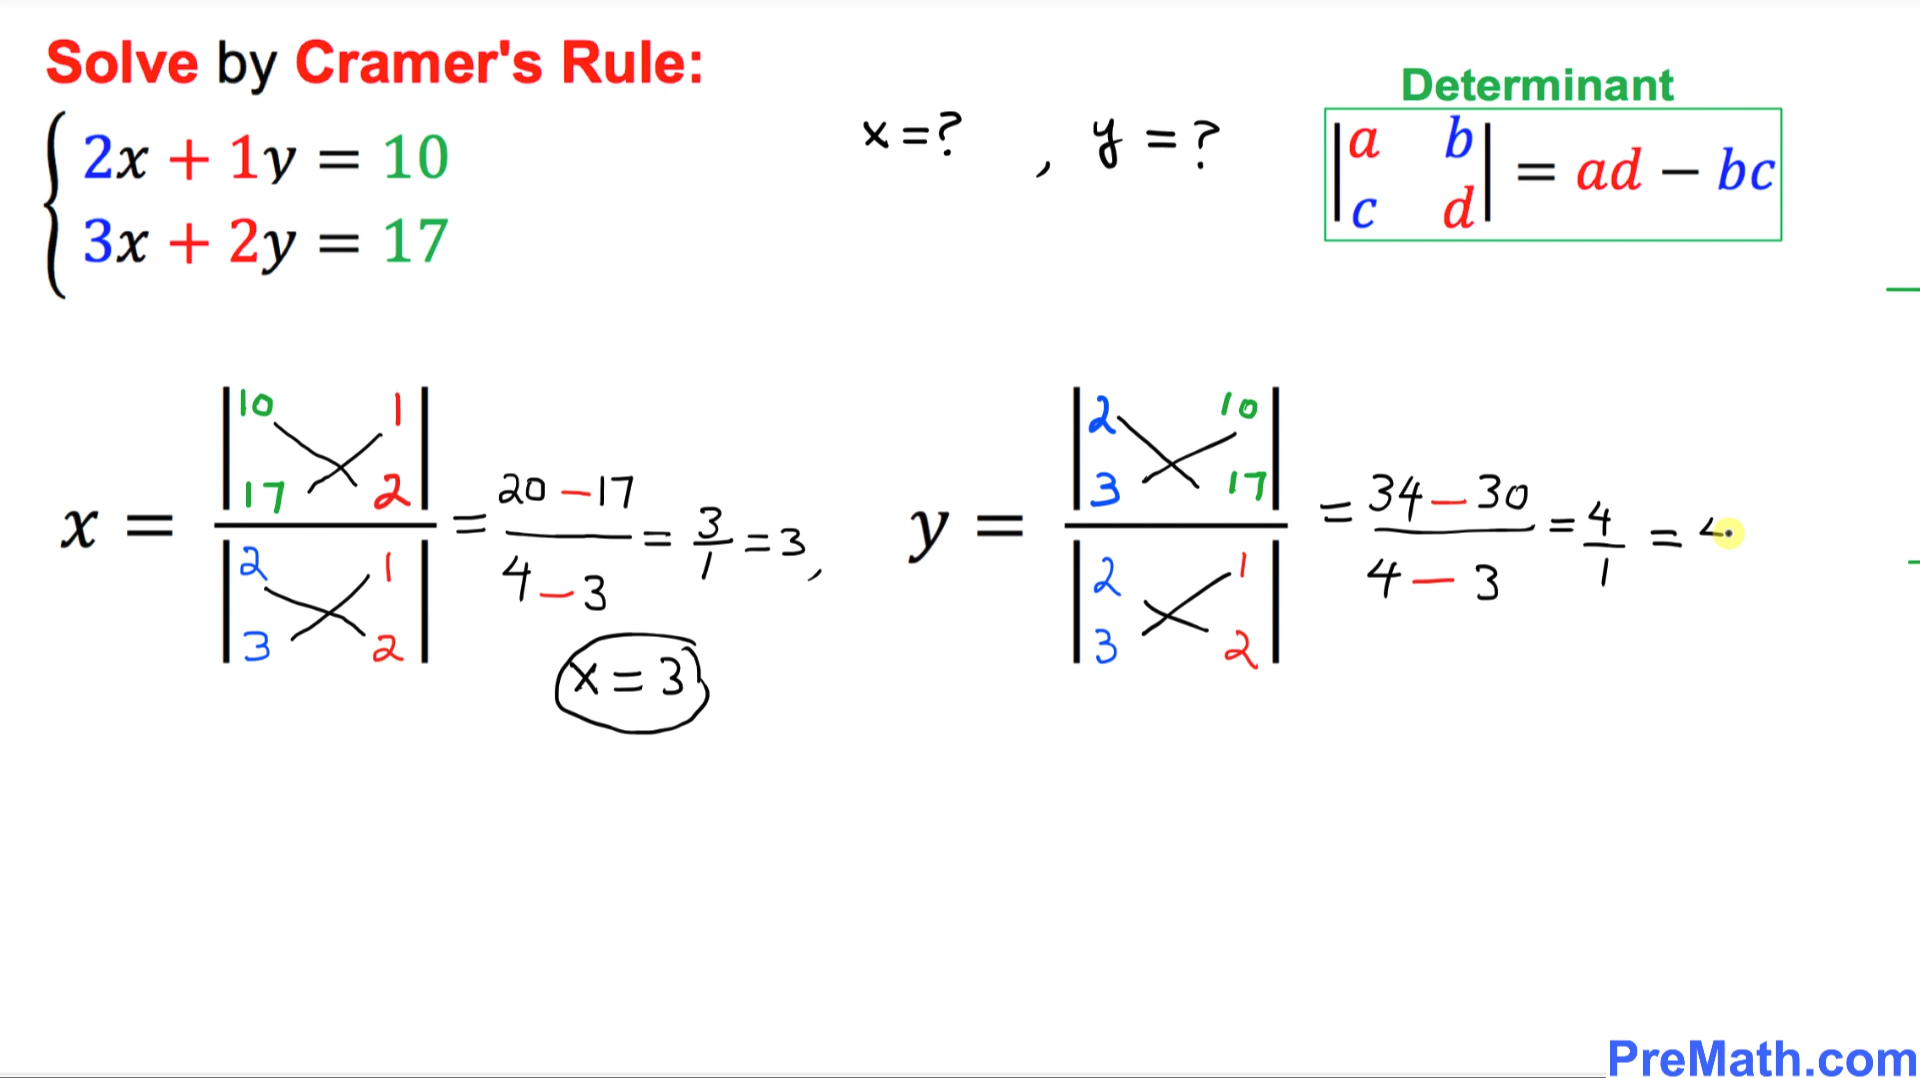 Solve by Cramer's Rule:
2x + 1y = 10
3x + 2y = 17
x = ? , y = ?
Determinant
|a b|
|c d| = ad − bc
x = |10 1|
|17 2|
|2 1|
|3 2|
= 20 − 17 / 4 − 3 = 3/1 = 3,
x = 3
y = |2 10|
|3 17|
|2 1|
|3 2|
= 34 − 30 / 4 − 3 = 4/1 =
PreMath.com